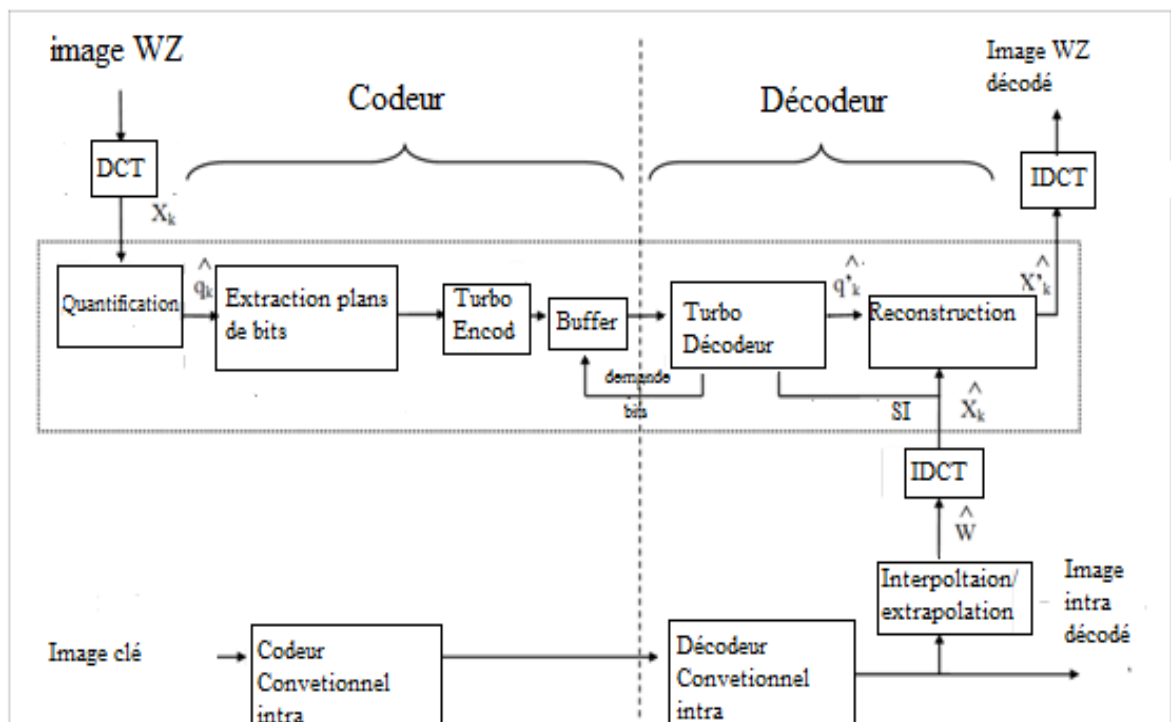 image WZ
Codeur
Décodeur
Image WZ
décodé
DCT
IDCT
X_k
Quantification
q̂_k
Extraction plans
de bits
Turbo
Encod
Buffer
Turbo
Décodeur
q̂'_k
Reconstruction
X̂'_k
demande
bits
SI
X̂_k
IDCT
Ŵ
Interpoltaion/
extrapolation
Image
intra
décodé
Image clé
Codeur
Convetionnel
intra
Décodeur
Convetionnel
intra